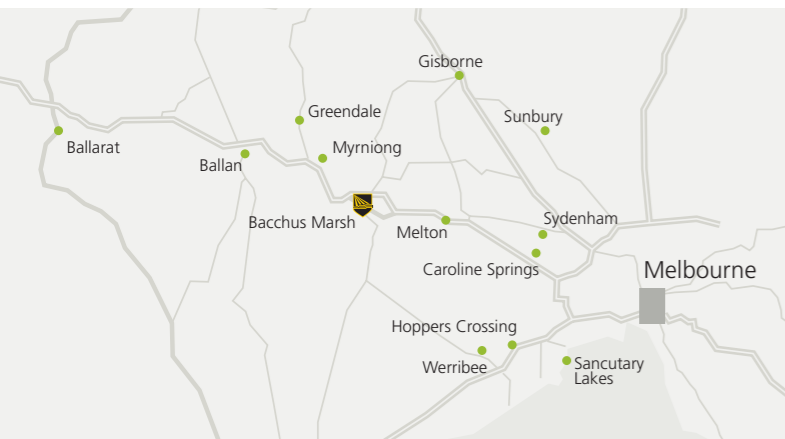 Gisborne
Greendale
Sunbury
Ballarat
Myrniong
Ballan
Bacchus Marsh
Melton
Sydenham
Caroline Springs
Melbourne
Hoppers Crossing
Werribee
Sancutary
Lakes